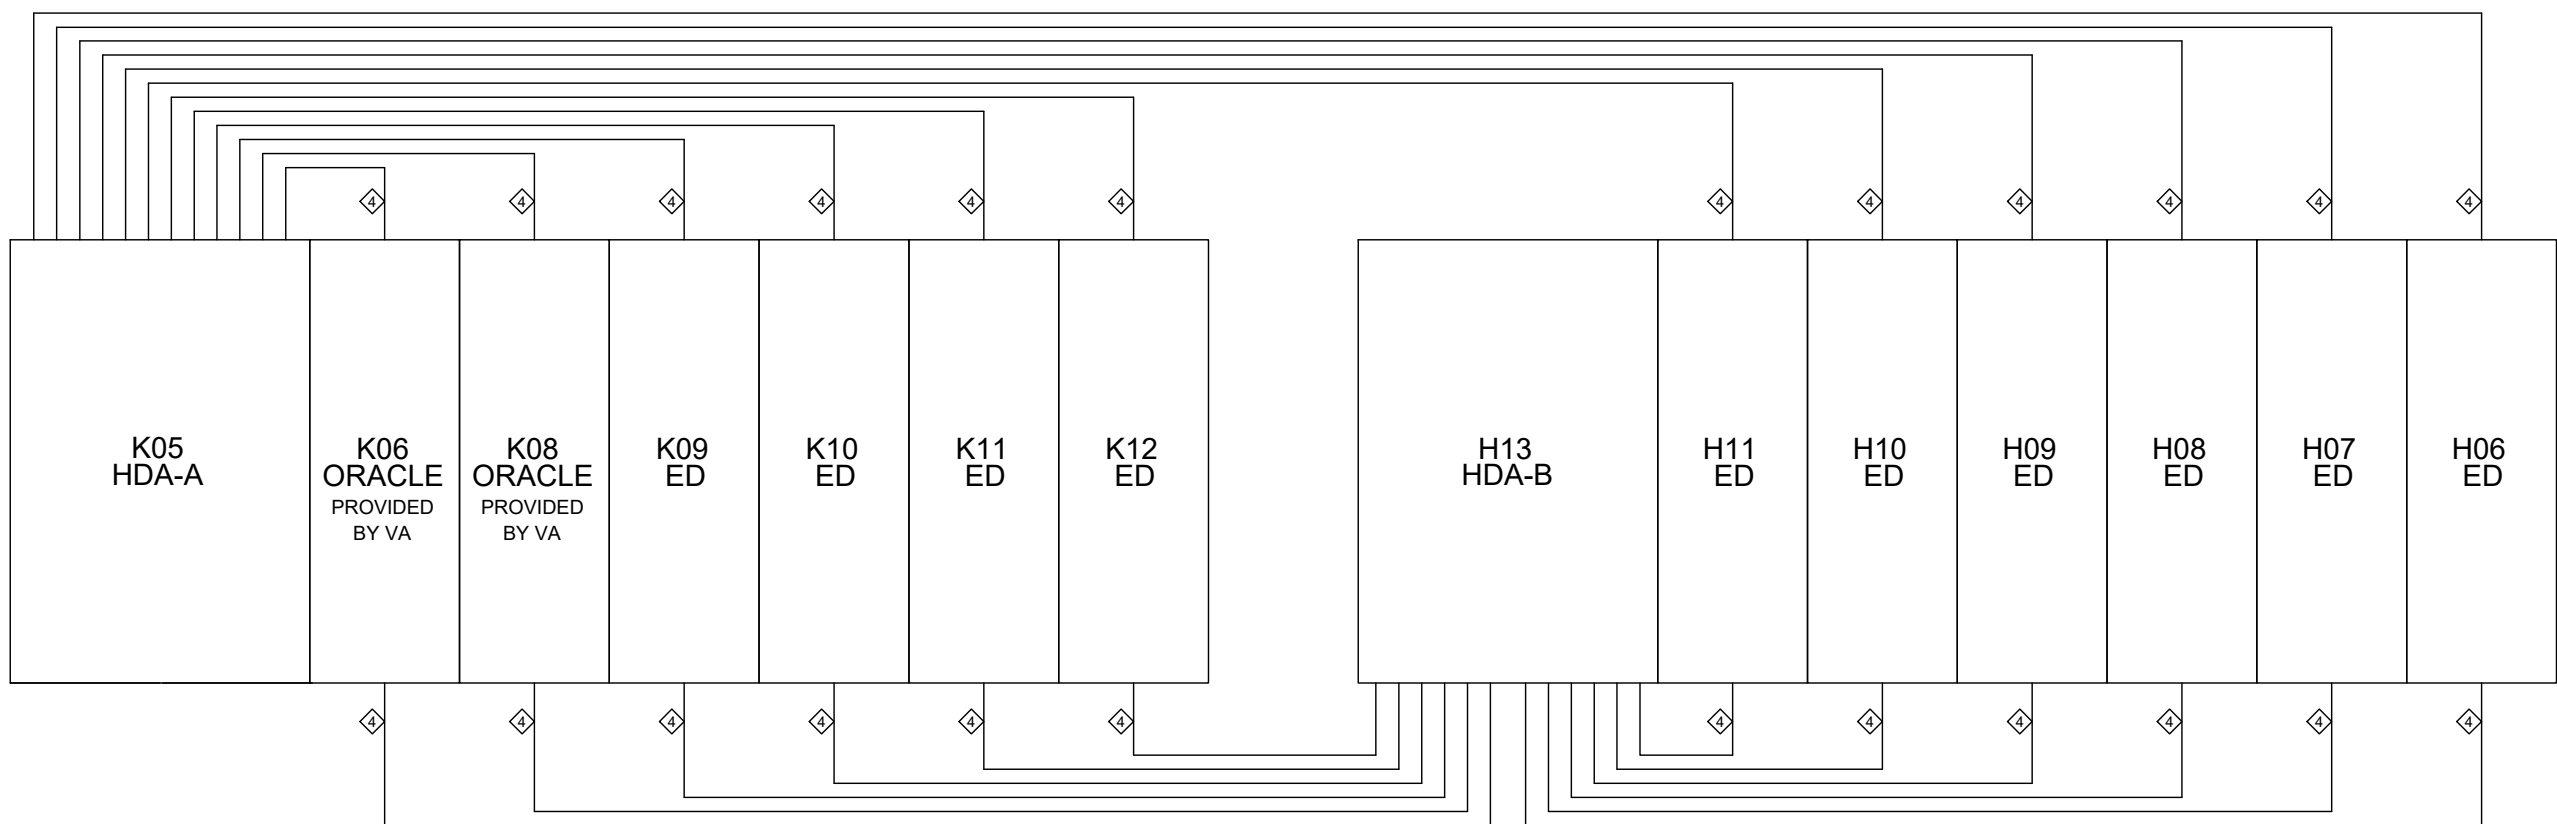 4 4 4 4 4 4 4 4 4 4 4 4
K05
HDA-A
K06
ORACLE
PROVIDED
BY VA
K08
ORACLE
PROVIDED
BY VA
K09
ED
K10
ED
K11
ED
K12
ED
H13
HDA-B
H11
ED
H10
ED
H09
ED
H08
ED
H07
ED
H06
ED
4 4 4 4 4 4 4 4 4 4 4 4